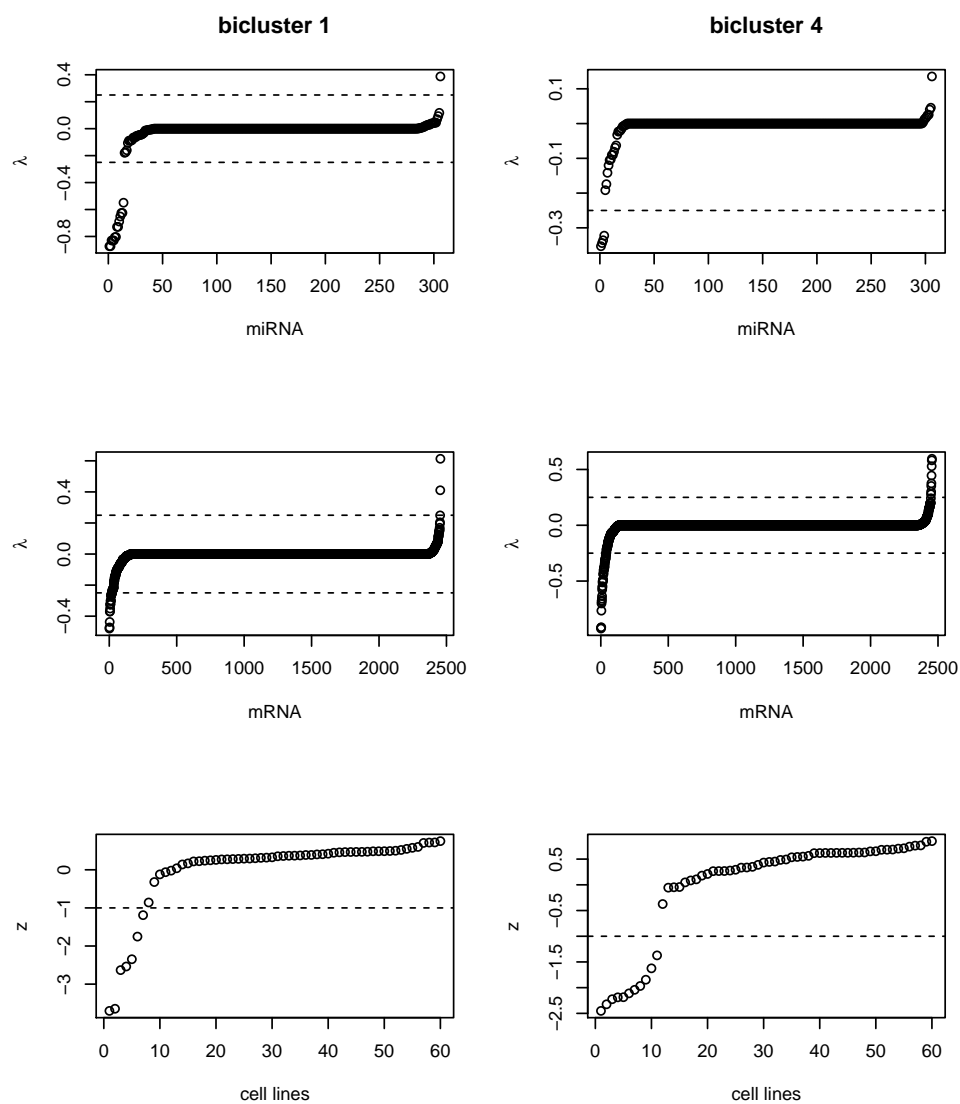 bicluster 1
0.4
0.0
−0.4
−0.8
λ
0 50 100 150 200 250 300
miRNA
bicluster 4
0.1
−0.1
−0.3
λ
0 50 100 150 200 250 300
miRNA
0.4
0.0
−0.4
λ
0 500 1000 1500 2000 2500
mRNA
0.5
0.0
−0.5
λ
0 500 1000 1500 2000 2500
mRNA
0
−1
−2
−3
z
0 10 20 30 40 50 60
cell lines
0.5
−0.5
−1.5
−2.5
z
0 10 20 30 40 50 60
cell lines